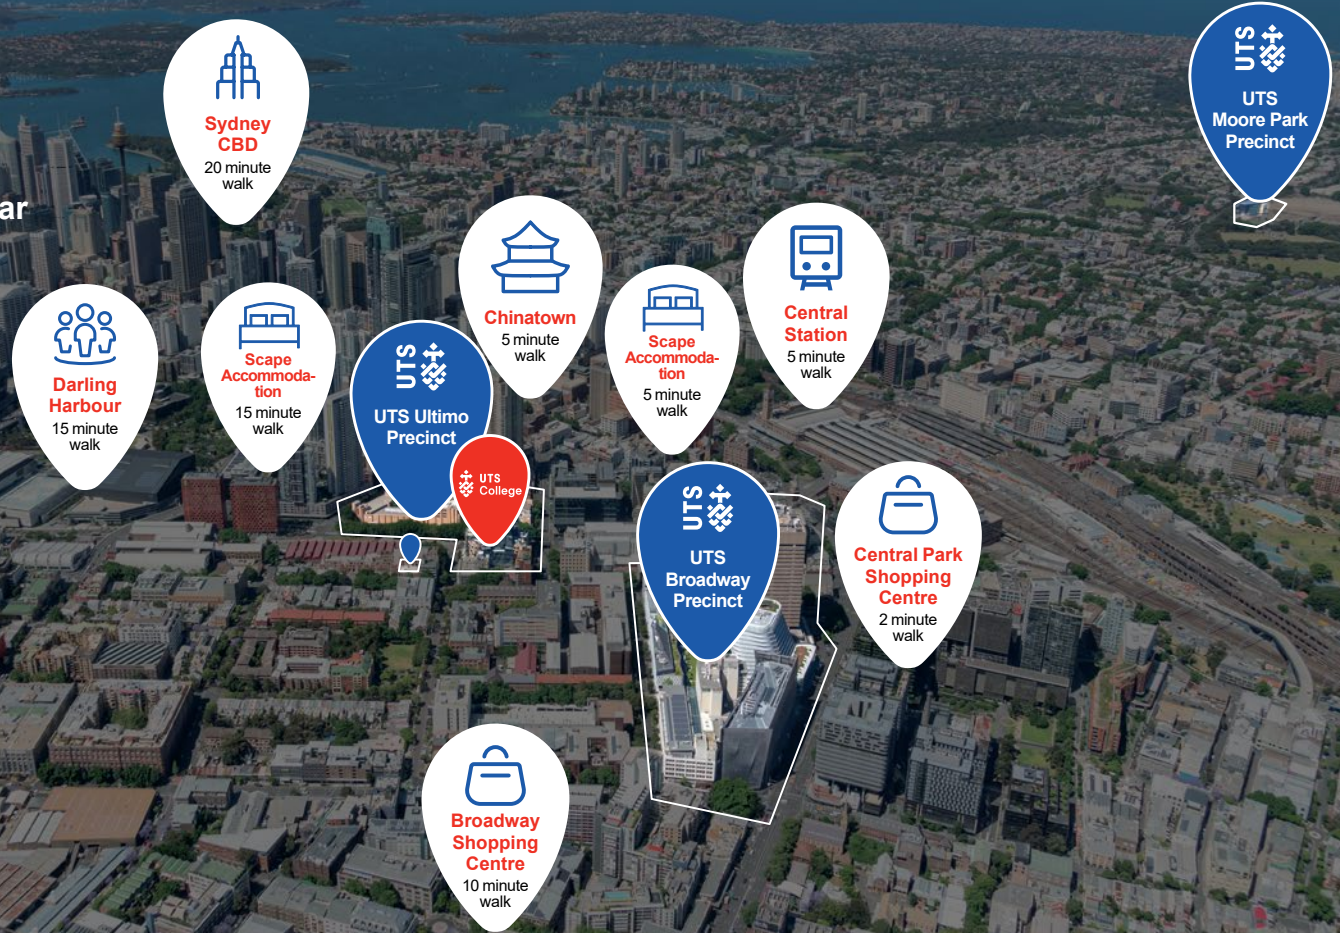 UTS
UTS
Moore Park
Precinct
Sydney
CBD
20 minute
walk
ar
Chinatown
5 minute
walk
Central
Station
5 minute
walk
Scape
Accommoda-
tion
5 minute
walk
Darling
Harbour
15 minute
walk
Scape
Accommoda-
tion
15 minute
walk
UTS
UTS Ultimo
Precinct
UTS
College
UTS
UTS
Broadway
Precinct
Central Park
Shopping
Centre
2 minute
walk
Broadway
Shopping
Centre
10 minute
walk